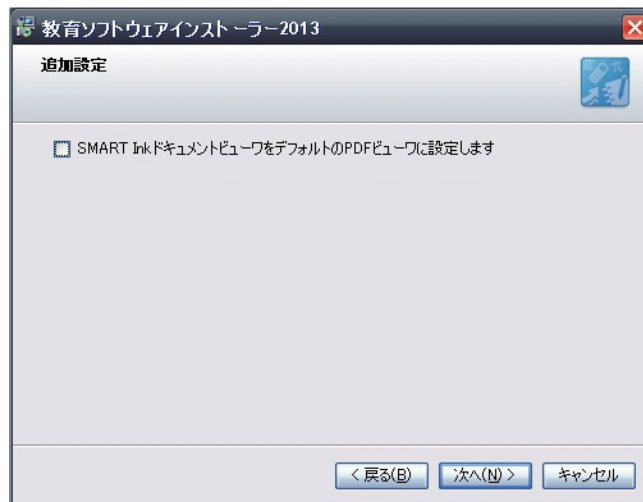 教育ソフトウェアインストーラー2013
追加設定
SMART InkドキュメントビューワをデフォルトのPDFビューワに設定します
< 戻る(B)
次へ(N) >
キャンセル